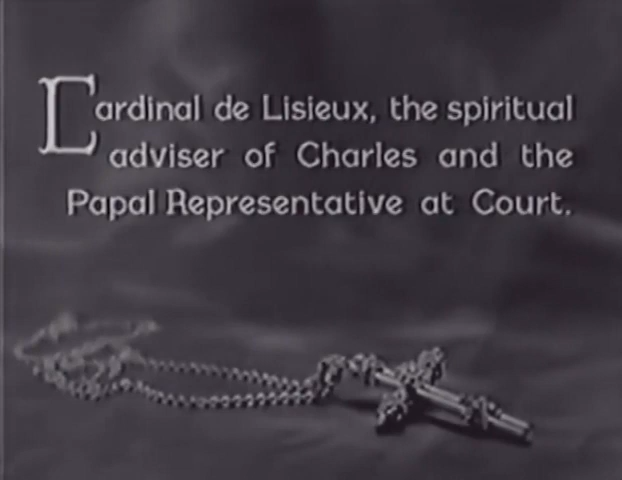 Cardinal de Lisieux, the spiritual
adviser of Charles and the
Papal Representative at Court.